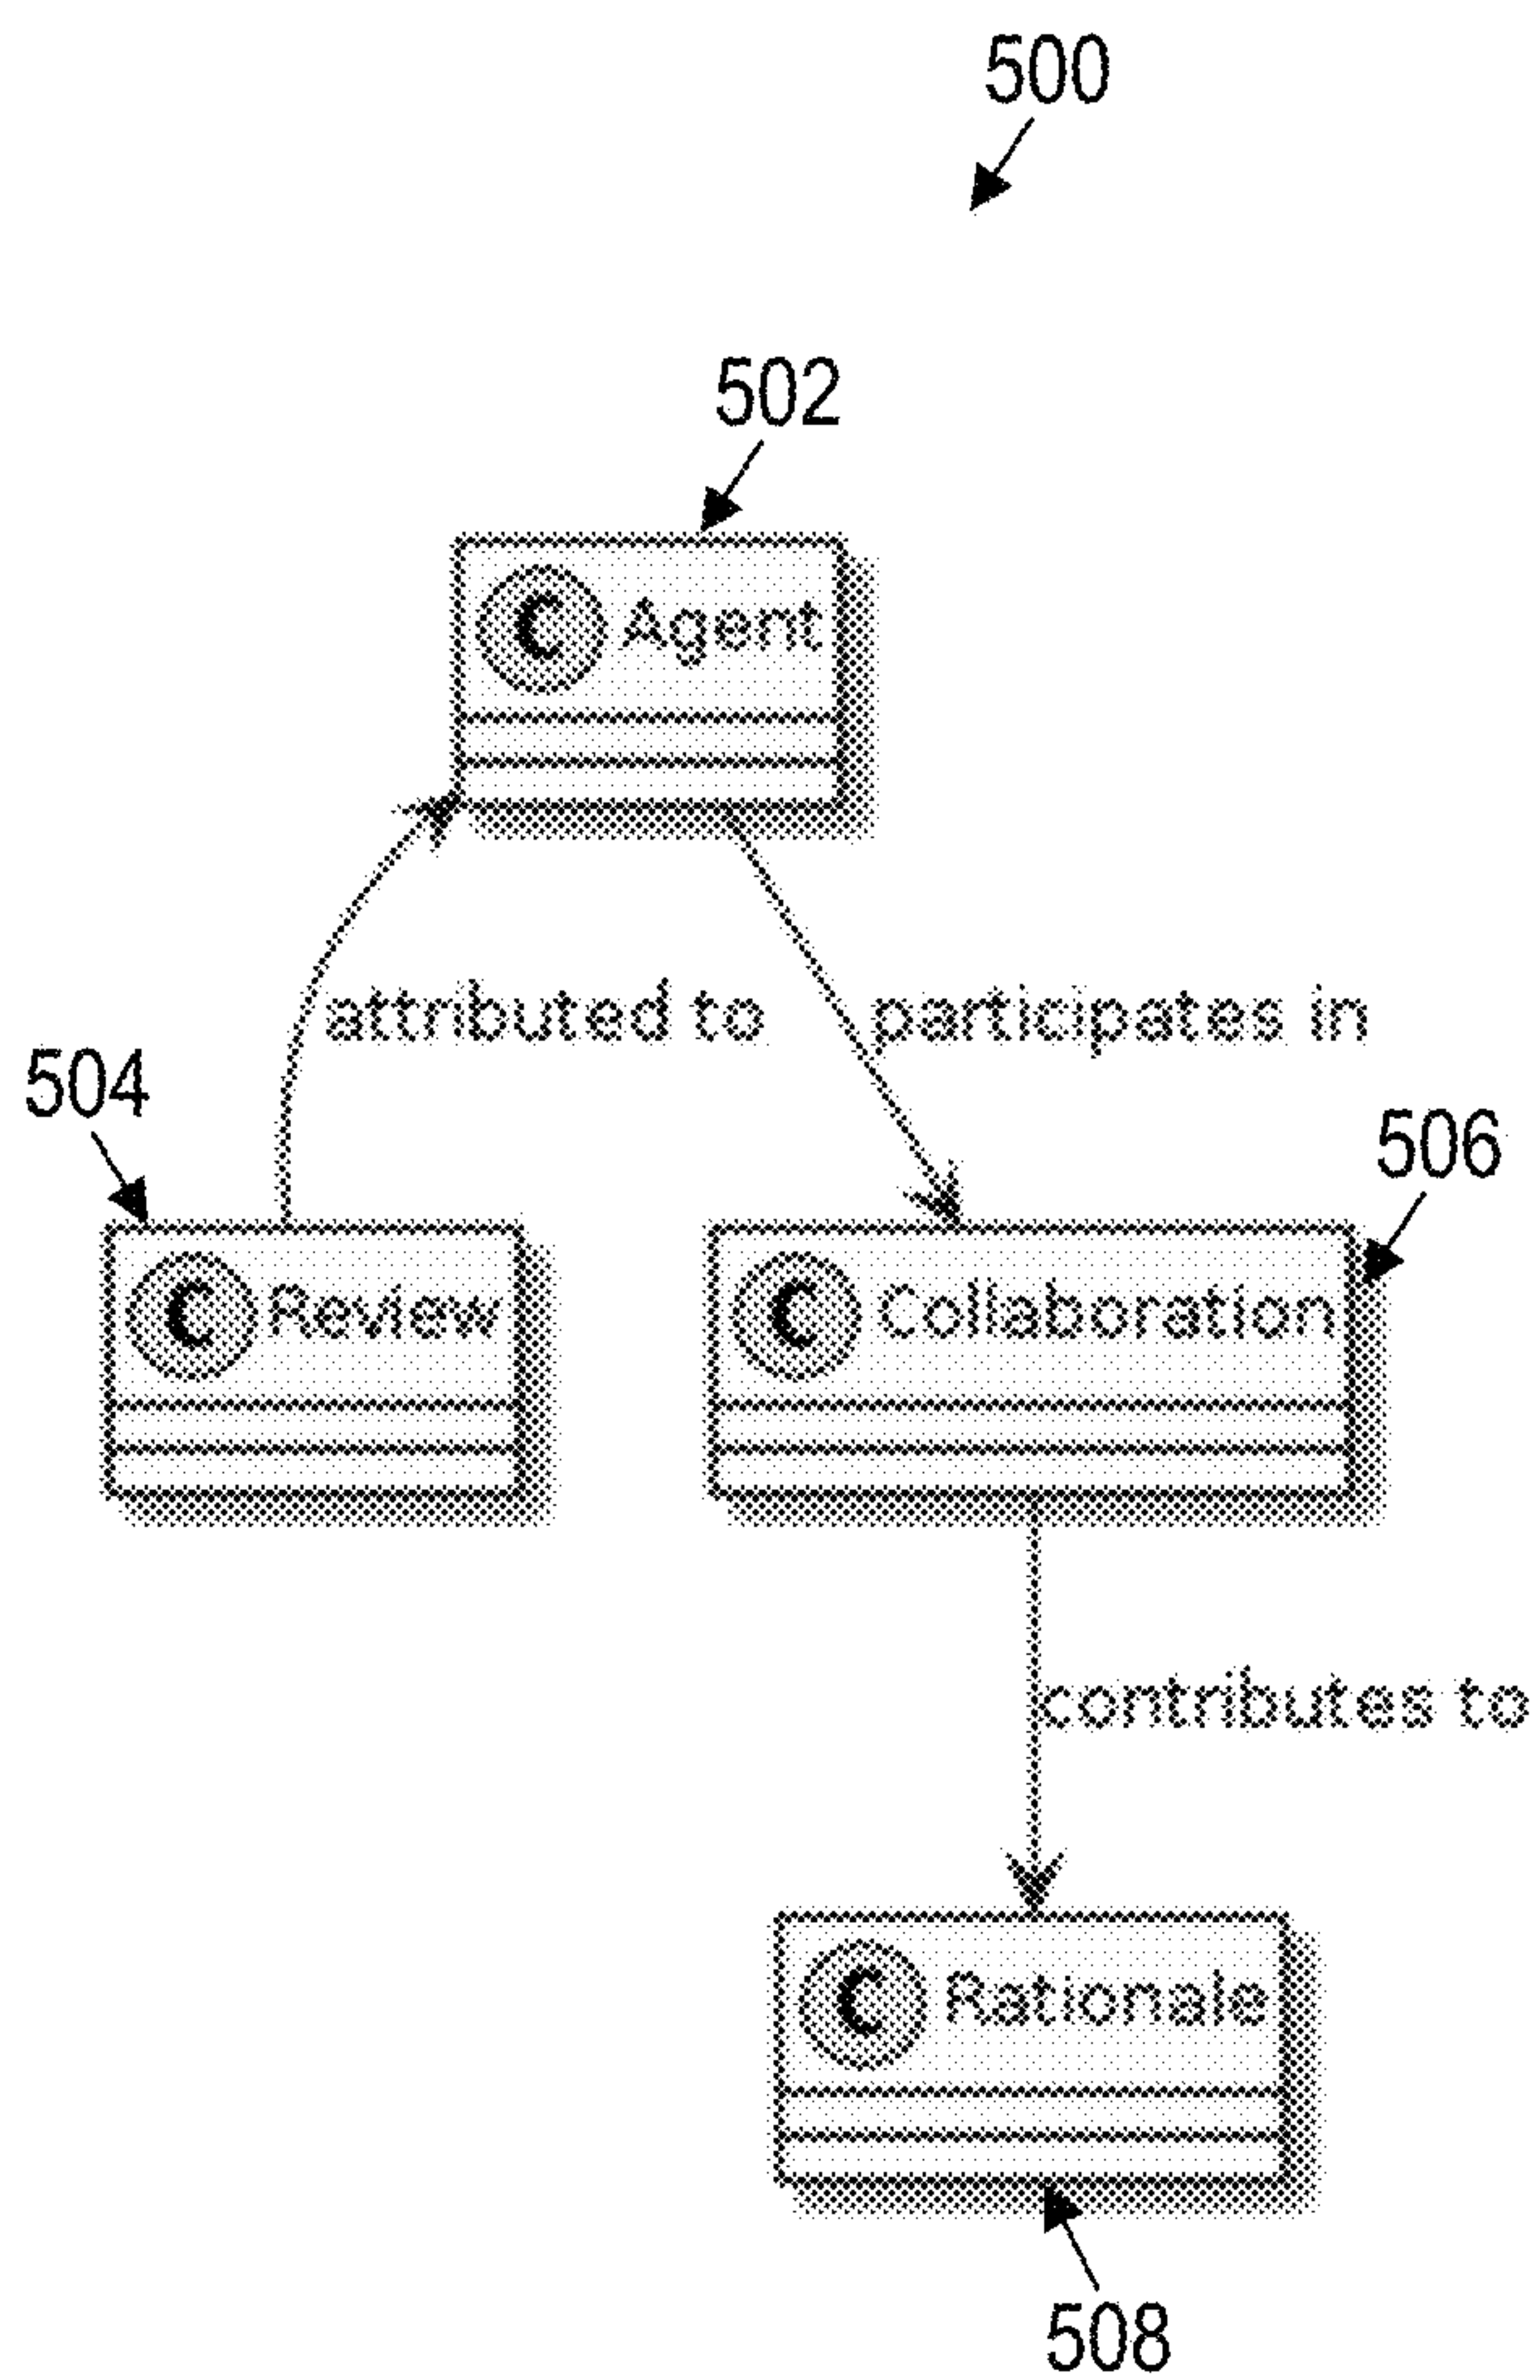 500
502
C Agent
attributed to participates in
504
506
C Review
C Collaboration
contributes to
C Rationale
508